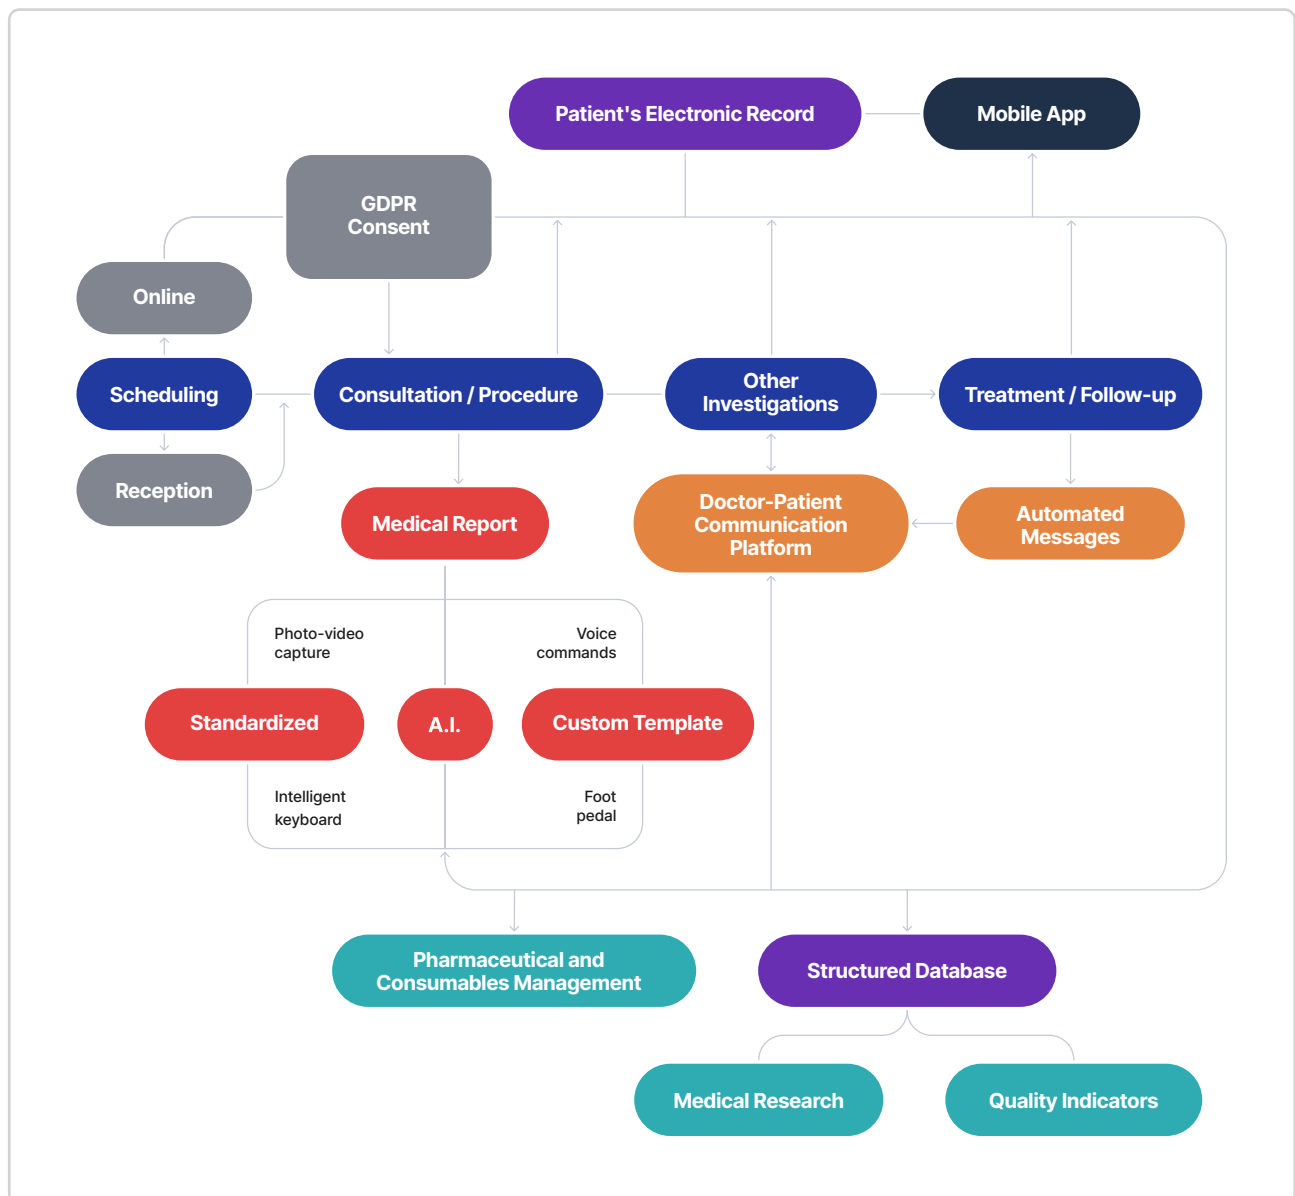 Patient's Electronic Record
Mobile App
GDPR
Consent
Online
Scheduling
Consultation / Procedure
Other
Investigations
Treatment / Follow-up
Reception
Medical Report
Doctor-Patient
Communication
Platform
Automated
Messages
Photo-video
capture
Voice
commands
Standardized
A.I.
Custom Template
Intelligent
keyboard
Foot
pedal
Pharmaceutical and
Consumables Management
Structured Database
Medical Research
Quality Indicators